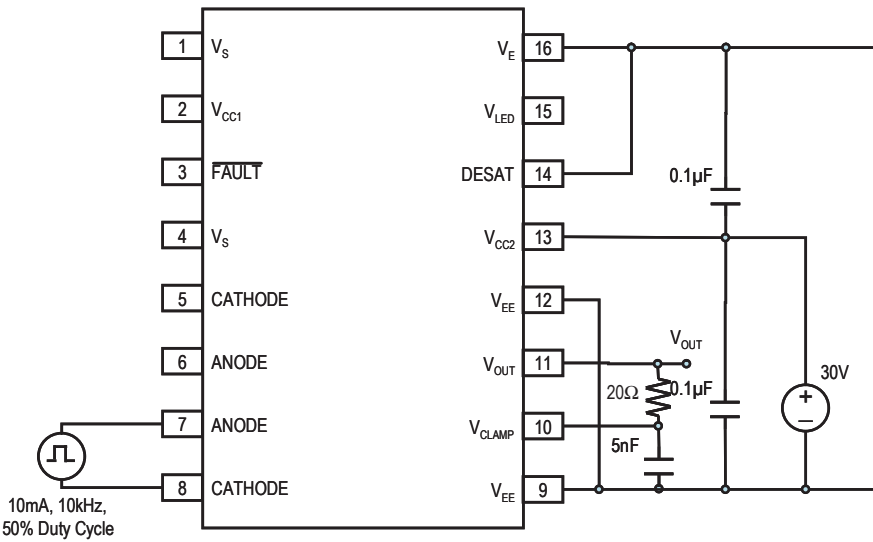 1 V_S
2 V_CC1
3 F̅A̅U̅L̅T̅
4 V_S
5 CATHODE
6 ANODE
7 ANODE
8 CATHODE
V_E 16
V_LED 15
DESAT 14
V_CC2 13
V_EE 12
V_OUT 11
V_CLAMP 10
V_EE 9
10mA, 10kHz,
50% Duty Cycle
0.1µF
V_OUT
20Ω
0.1µF
5nF
30V
+
–